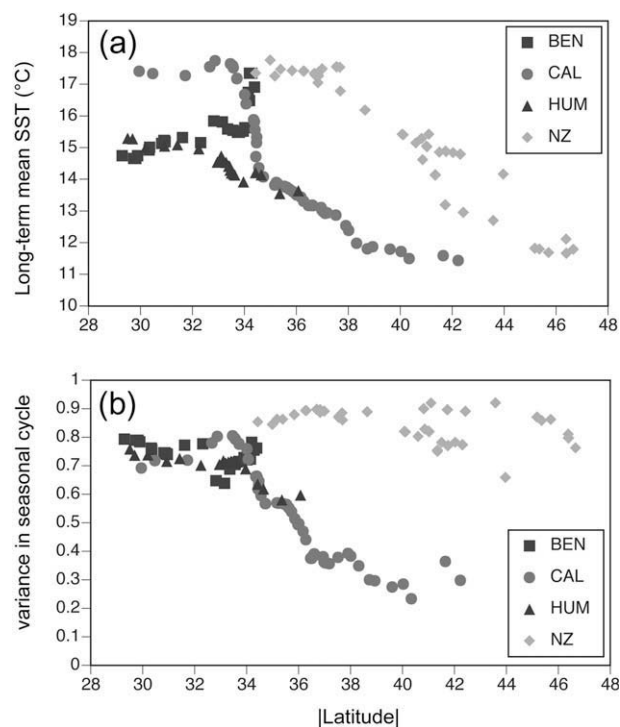 (a)
Long-term mean SST (°C)
19
18
17
16
15
14
13
12
11
10
28 30 32 34 36 38 40 42 44 46 48
BEN
CAL
HUM
NZ
(b)
variance in seasonal cycle
1
0.9
0.8
0.7
0.6
0.5
0.4
0.3
0.2
0.1
0
28 30 32 34 36 38 40 42 44 46 48
BEN
CAL
HUM
NZ
|Latitude|